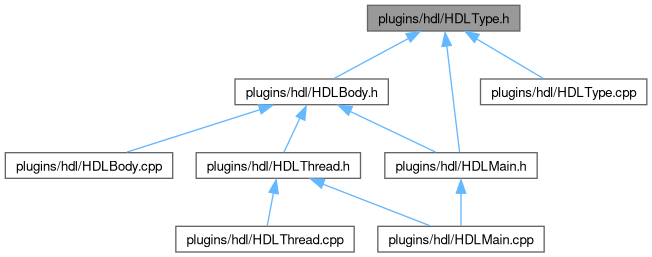 plugins/hdl/HDLType.h
plugins/hdl/HDLBody.h
plugins/hdl/HDLType.cpp
plugins/hdl/HDLBody.cpp
plugins/hdl/HDLThread.h
plugins/hdl/HDLMain.h
plugins/hdl/HDLThread.cpp
plugins/hdl/HDLMain.cpp